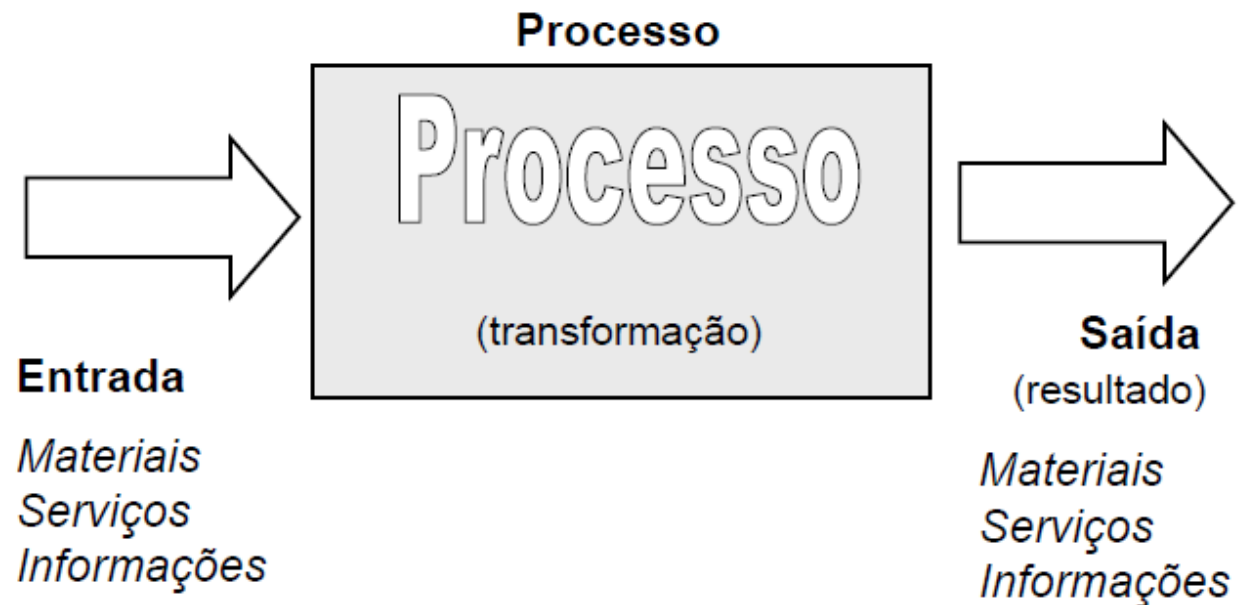 Processo
Processo
(transformação)
Entrada
Materiais
Serviços
Informações
Saída
(resultado)
Materiais
Serviços
Informações